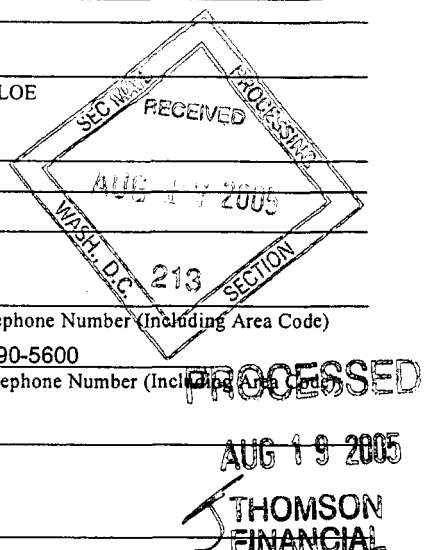 LOE
SEC MAIL PROCESSING
RECEIVED
AUG 2005
WASH., D.C. 213 SECTION
ephone Number (Including Area Code)
90-5600
ephone Number (Including Area Code)
PROCESSED
AUG 19 2005
THOMSON
FINANCIAL